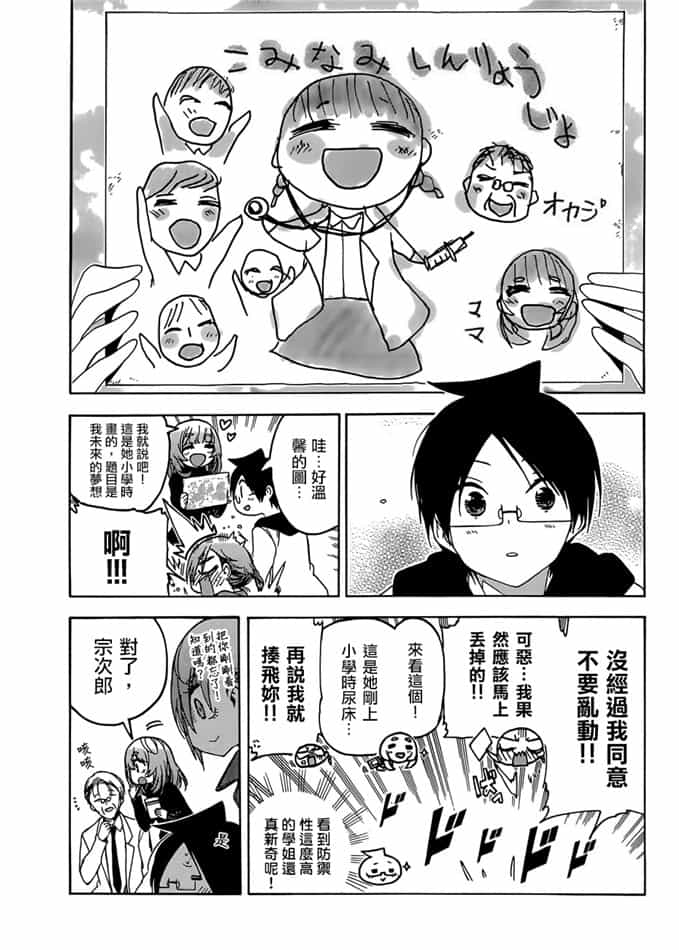 こみなみしんりょう
じょ
オカジ
ママ
哇…好溫
馨的圖…
我就說吧！
這是她小學時
畫的，題目是
我未來的夢想
啊!!!
沒經過我同意
不要亂動!!
可惡…我果
然應該馬上
丟掉的!!
來看這個！
這是她剛上
小學時尿床…
再說我就
揍飛妳!!
ドドドド
看到防禦
性這麼高
的學姐還
真新奇呢！
把你剛剛看
到的都忘了！
知道嗎？
是
對了，
宗次郎
咳
咳